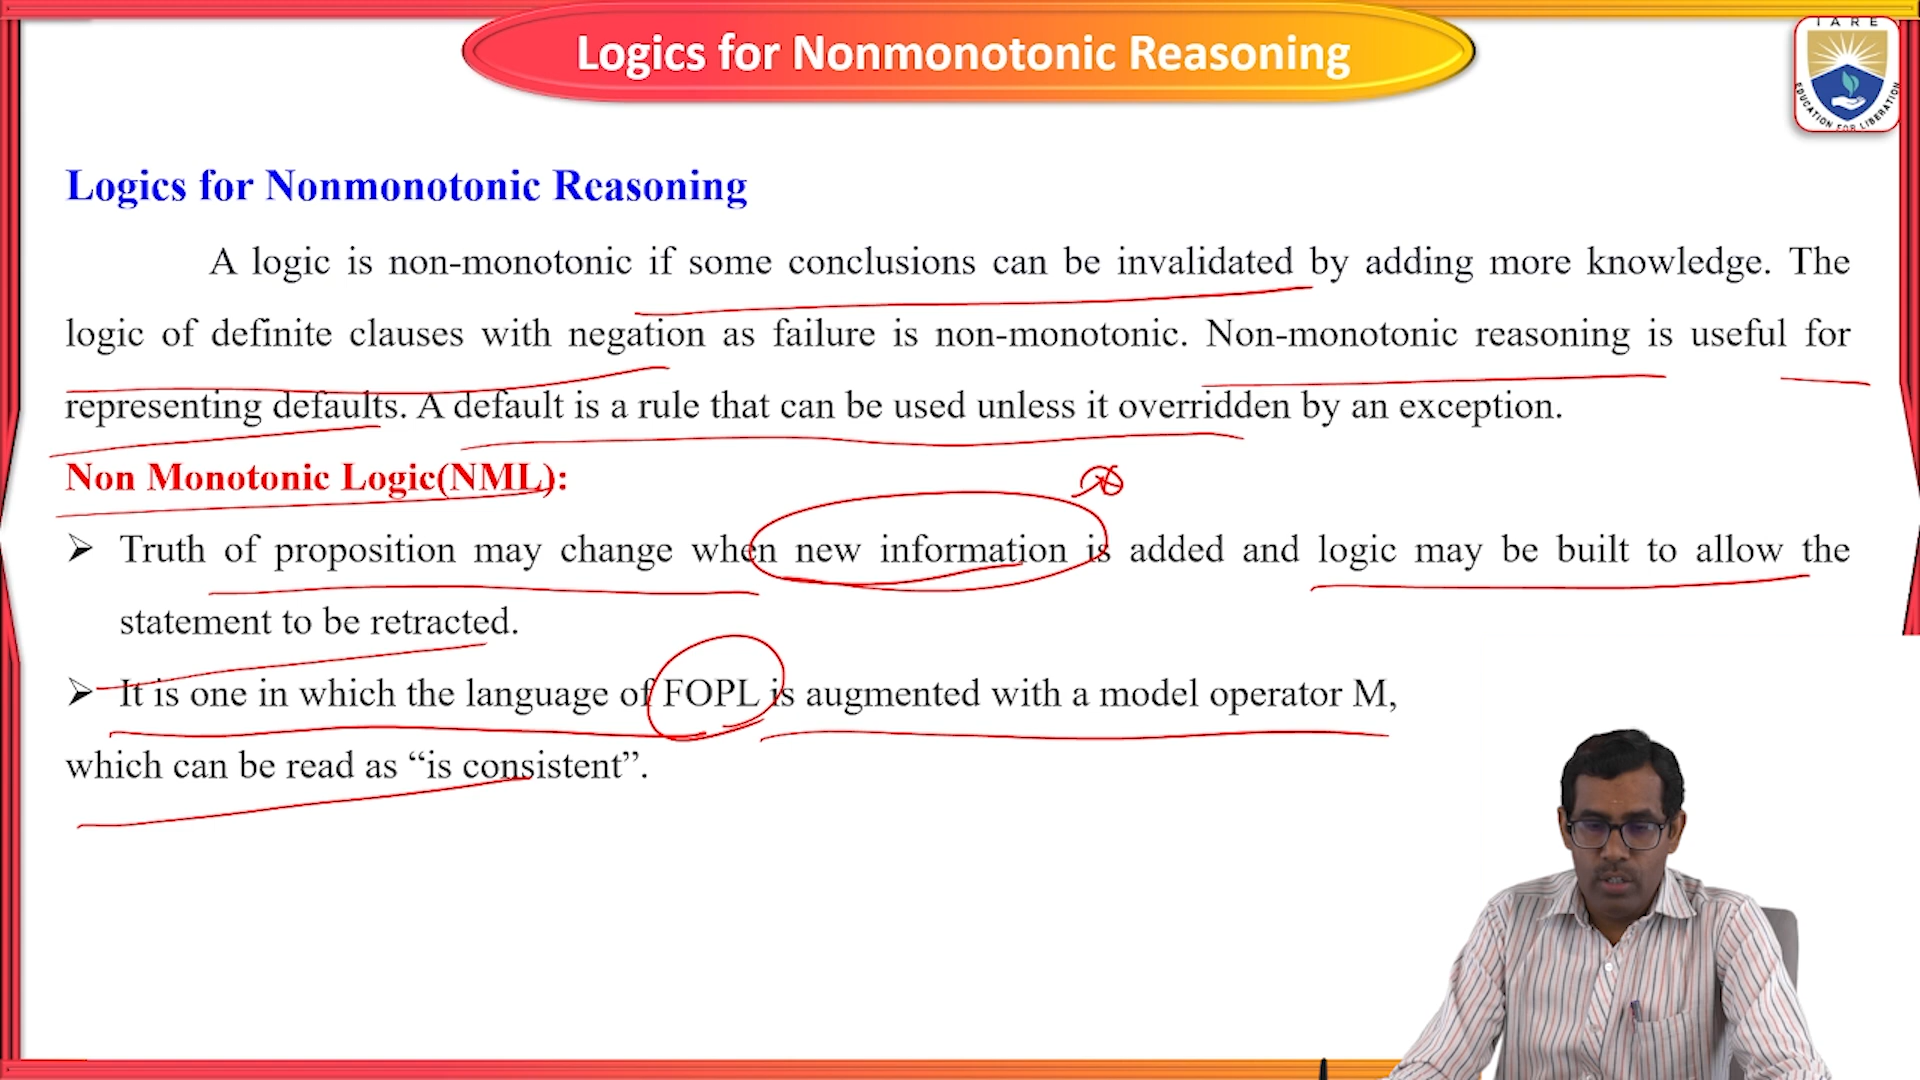 Logics for Nonmonotonic Reasoning
IARE
EDUCATION FOR LIBERATION
Logics for Nonmonotonic Reasoning
A logic is non-monotonic if some conclusions can be invalidated by adding more knowledge. The
logic of definite clauses with negation as failure is non-monotonic. Non-monotonic reasoning is useful for
representing defaults. A default is a rule that can be used unless it overridden by an exception.
Non Monotonic Logic(NML):
➢ Truth of proposition may change when new information is added and logic may be built to allow the
statement to be retracted.
➢ It is one in which the language of FOPL is augmented with a model operator M,
which can be read as “is consistent”.